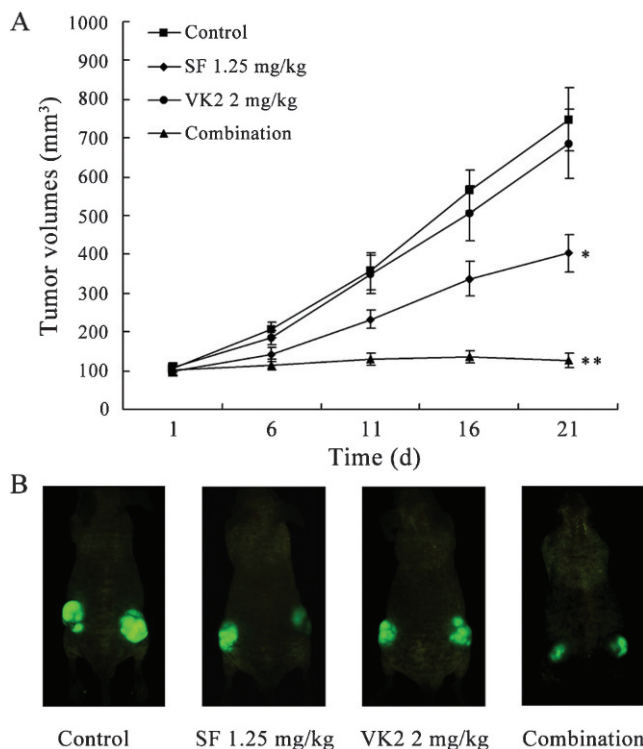 A
1000
900
800
700
600
500
400
300
200
100
0
Tumor volumes (mm³)
Control
SF 1.25 mg/kg
VK2 2 mg/kg
Combination
*
**
1 6 11 16 21
Time (d)
B
Control SF 1.25 mg/kg VK2 2 mg/kg Combination